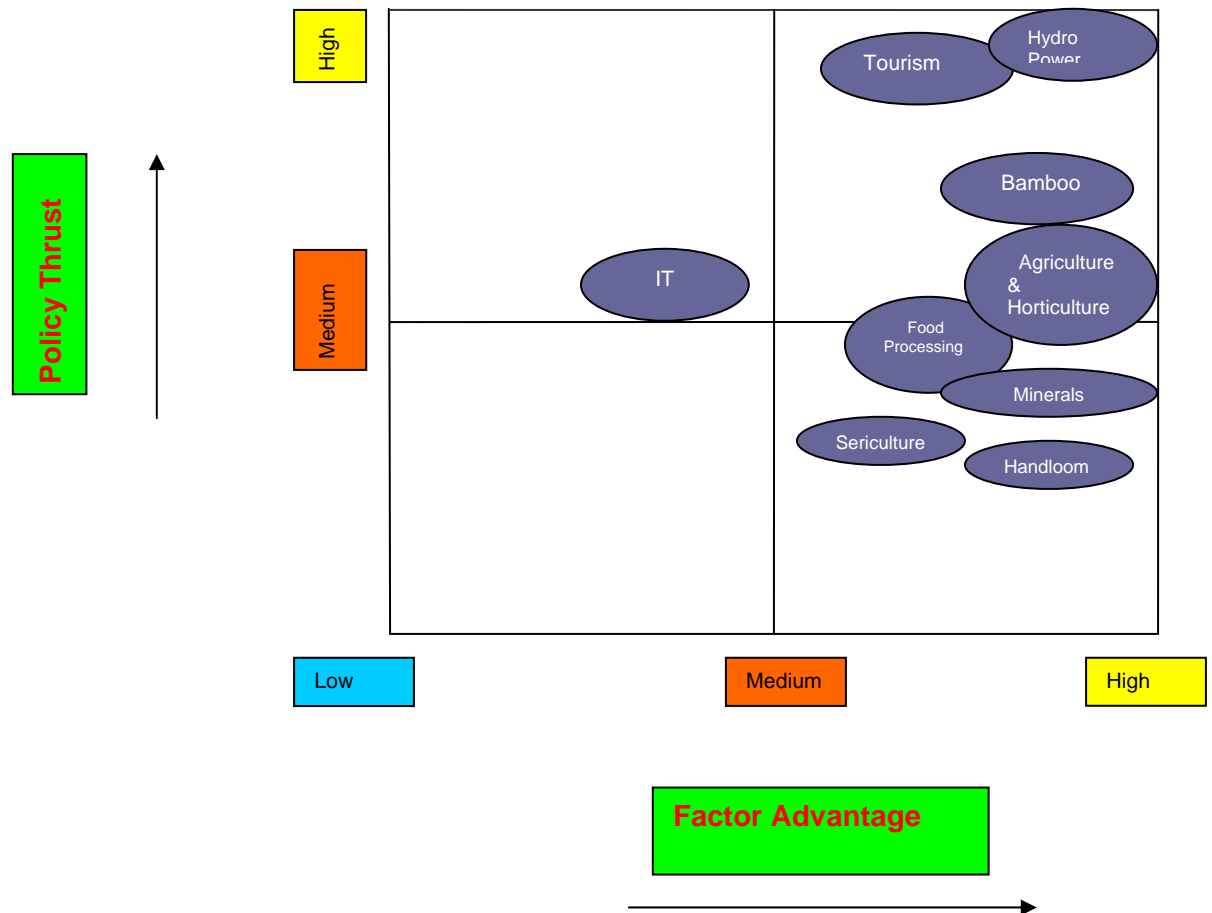 High
Hydro
Power
Tourism
Policy Thrust
Bamboo
Medium
IT
Agriculture
&
Horticulture
Food
Processing
Minerals
Sericulture
Handloom
Low
Medium
High
Factor Advantage